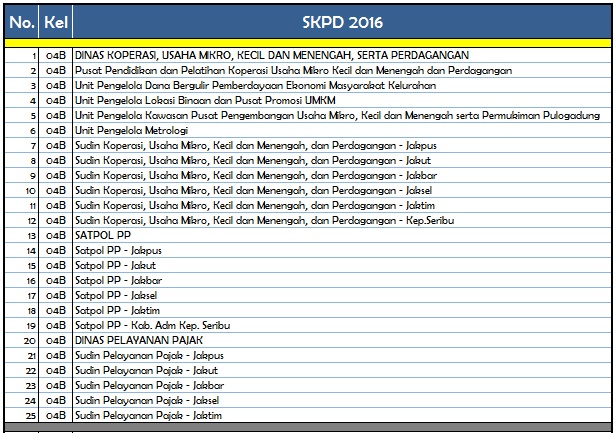 No. Kel SKPD 2016
1 04B DINAS KOPERASI, USAHA MIKRO, KECIL DAN MENENGAH, SERTA PERDAGANGAN
2 04B Pusat Pendidikan dan Pelatihan Koperasi Usaha Mikro Kecil dan Menengah dan Perdagangan
3 04B Unit Pengelola Dana Bergulir Pemberdayaan Ekonomi Masyarakat Kelurahan
4 04B Unit Pengelola Lokasi Binaan dan Pusat Promosi UMKM
5 04B Unit Pengelola Kawasan Pusat Pengembangan Usaha Mikro, Kecil dan Menengah serta Permukiman Pulogadung
6 04B Unit Pengelola Metrologi
7 04B Sudin Koperasi, Usaha Mikro, Kecil dan Menengah, dan Perdagangan - Jakpus
8 04B Sudin Koperasi, Usaha Mikro, Kecil dan Menengah, dan Perdagangan - Jakut
9 04B Sudin Koperasi, Usaha Mikro, Kecil dan Menengah, dan Perdagangan - Jakbar
10 04B Sudin Koperasi, Usaha Mikro, Kecil dan Menengah, dan Perdagangan - Jaksel
11 04B Sudin Koperasi, Usaha Mikro, Kecil dan Menengah, dan Perdagangan - Jaktim
12 04B Sudin Koperasi, Usaha Mikro, Kecil dan Menengah, dan Perdagangan - Kep.Seribu
13 04B SATPOL PP
14 04B Satpol PP - Jakpus
15 04B Satpol PP - Jakut
16 04B Satpol PP - Jakbar
17 04B Satpol PP - Jaksel
18 04B Satpol PP - Jaktim
19 04B Satpol PP - Kab. Adm Kep. Seribu
20 04B DINAS PELAYANAN PAJAK
21 04B Sudin Pelayanan Pajak - Jakpus
22 04B Sudin Pelayanan Pajak - Jakut
23 04B Sudin Pelayanan Pajak - Jakbar
24 04B Sudin Pelayanan Pajak - Jaksel
25 04B Sudin Pelayanan Pajak - Jaktim